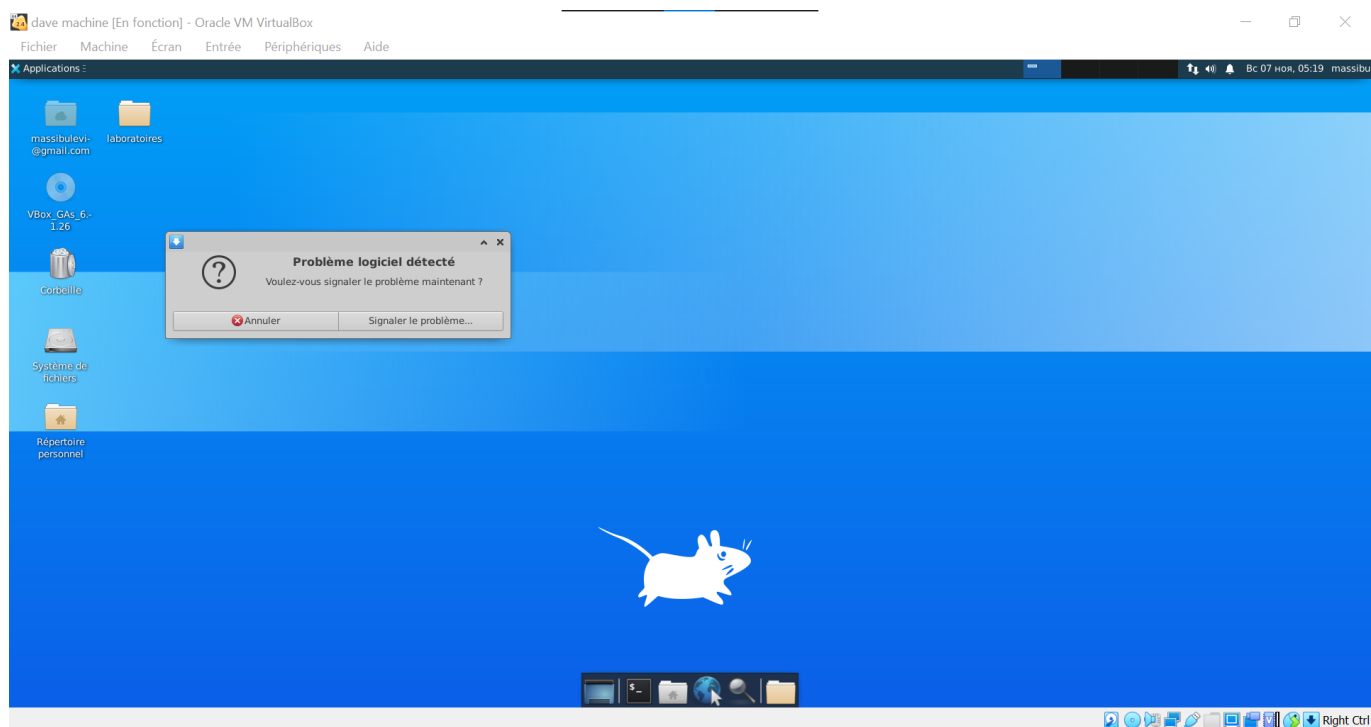 dave machine [En fonction] - Oracle VM VirtualBox
Fichier Machine Écran Entrée Périphériques Aide
Applications
Вс 07 ноя, 05:19 massibu
massibulevi-
@gmail.com
laboratoires
VBox_GAs_6.-
1.26
Corbeille
Système de
fichiers
Répertoire
personnel
Problème logiciel détecté
Voulez-vous signaler le problème maintenant ?
Annuler
Signaler le problème...
$_
Right Ctrl